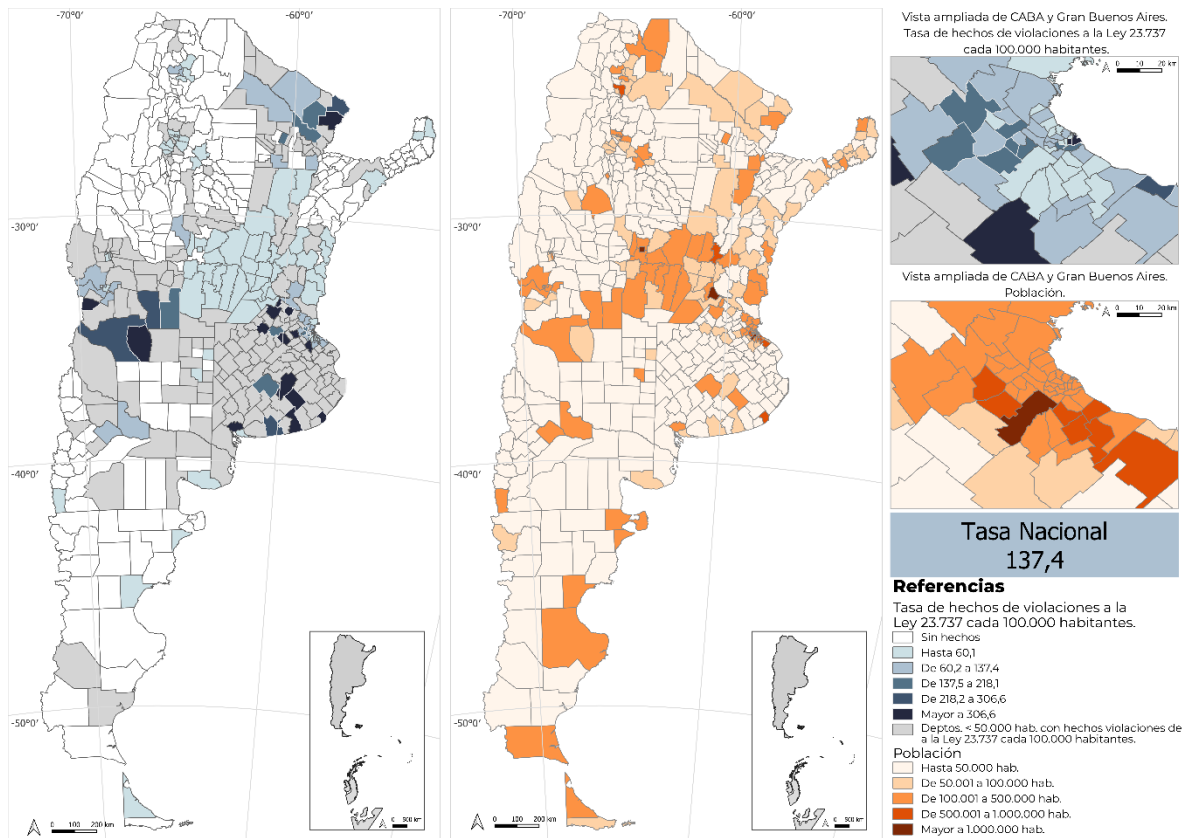 -70°0'
-60°0'
-30°0'
-40°0'
-50°0'
0 100 200 km
0 500 km
-70°0'
-60°0'
-30°0'
-40°0'
-50°0'
0 100 200 km
0 500 km
Vista ampliada de CABA y Gran Buenos Aires.
Tasa de hechos de violaciones a la Ley 23.737
cada 100.000 habitantes.
0 10 20 km
Vista ampliada de CABA y Gran Buenos Aires.
Población.
0 10 20 km
Tasa Nacional
137,4
Referencias
Tasa de hechos de violaciones a la
Ley 23.737 cada 100.000 habitantes.
Sin hechos
Hasta 60,1
De 60,2 a 137,4
De 137,5 a 218,1
De 218,2 a 306,6
Mayor a 306,6
Deptos. < 50.000 hab. con hechos violaciones de
a la Ley 23.737 cada 100.000 habitantes.
Población
Hasta 50.000 hab.
De 50.001 a 100.000 hab.
De 100.001 a 500.000 hab.
De 500.001 a 1.000.000 hab.
Mayor a 1.000.000 hab.